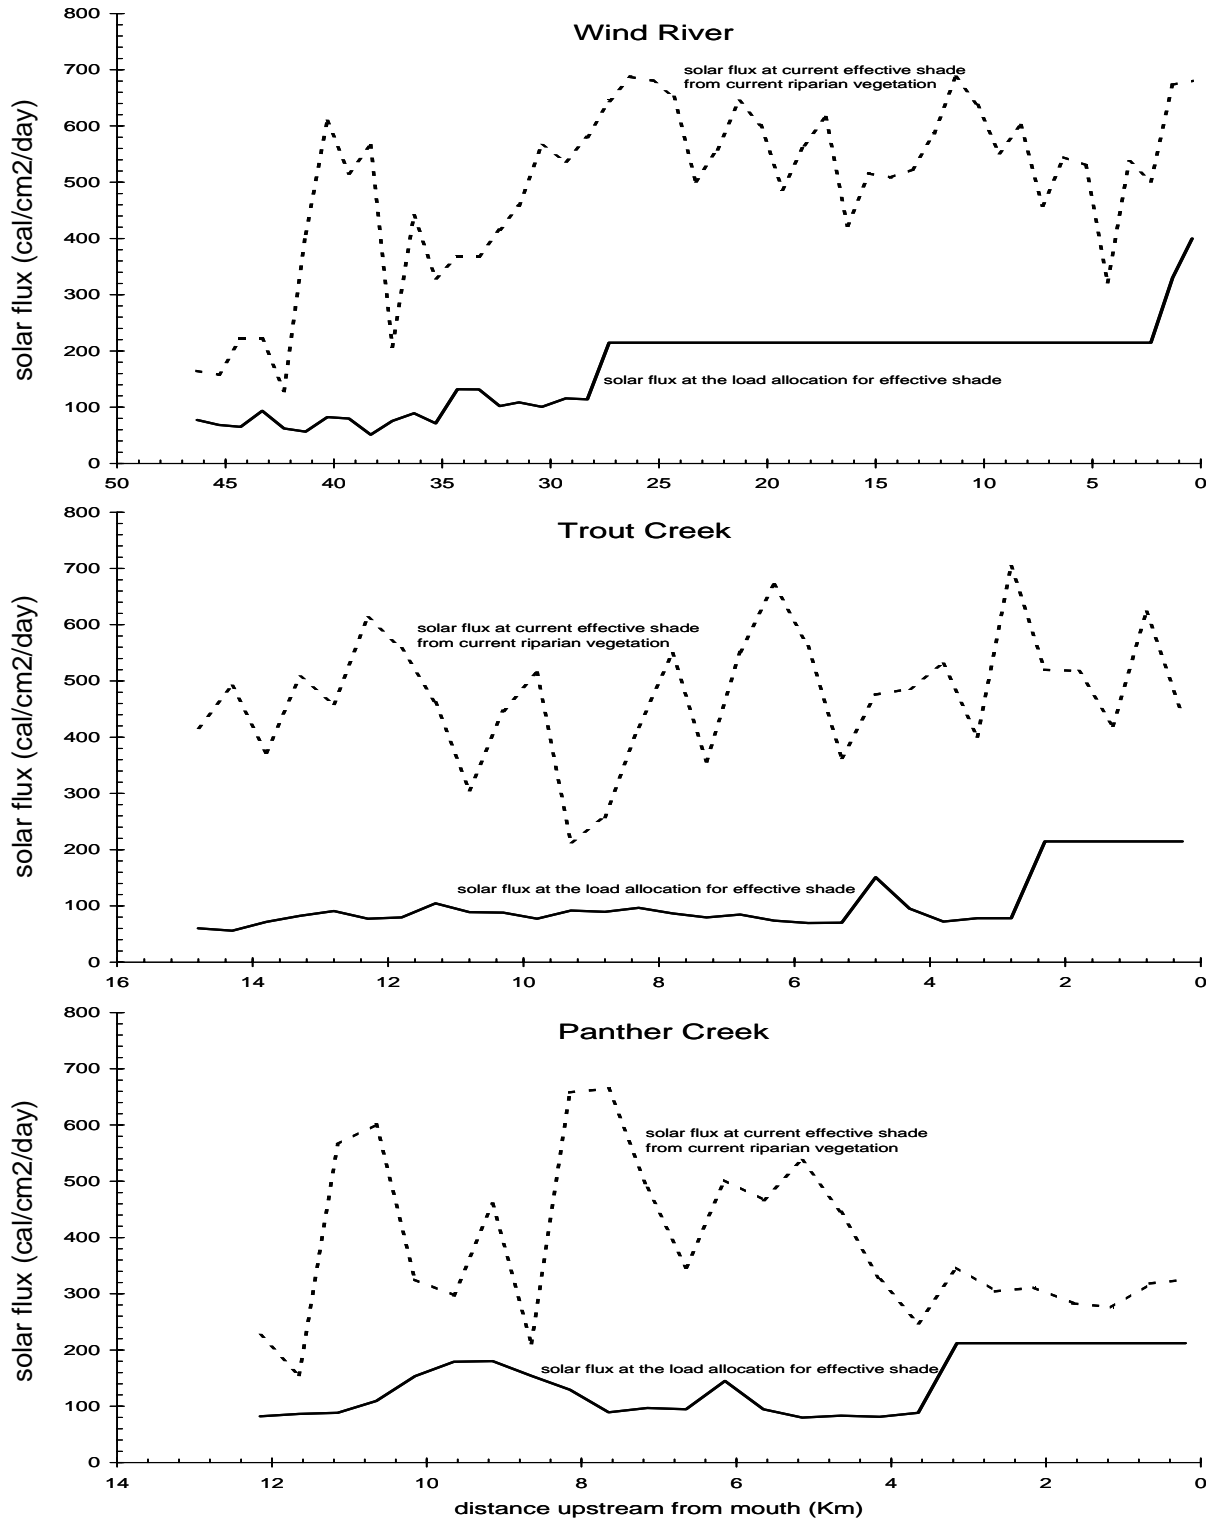 Wind River
solar flux (cal/cm2/day)
800
700
600
500
400
300
200
100
0
solar flux at current effective shade
from current riparian vegetation
solar flux at the load allocation for effective shade
50 45 40 35 30 25 20 15 10 5 0
Trout Creek
solar flux (cal/cm2/day)
800
700
600
500
400
300
200
100
0
solar flux at current effective shade
from current riparian vegetation
solar flux at the load allocation for effective shade
16 14 12 10 8 6 4 2 0
Panther Creek
solar flux (cal/cm2/day)
800
700
600
500
400
300
200
100
0
solar flux at current effective shade
from current riparian vegetation
solar flux at the load allocation for effective shade
14 12 10 8 6 4 2 0
distance upstream from mouth (Km)